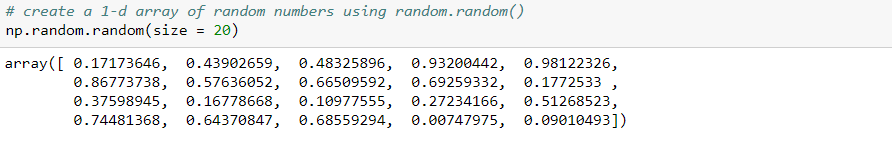 # create a 1-d array of random numbers using random.random()
np.random.random(size = 20)
array([ 0.17173646,  0.43902659,  0.48325896,  0.93200442,  0.98122326,
        0.86773738,  0.57636052,  0.66509592,  0.69259332,  0.1772533 ,
        0.37598945,  0.16778668,  0.10977555,  0.27234166,  0.51268523,
        0.74481368,  0.64370847,  0.68559294,  0.00747975,  0.09010493])